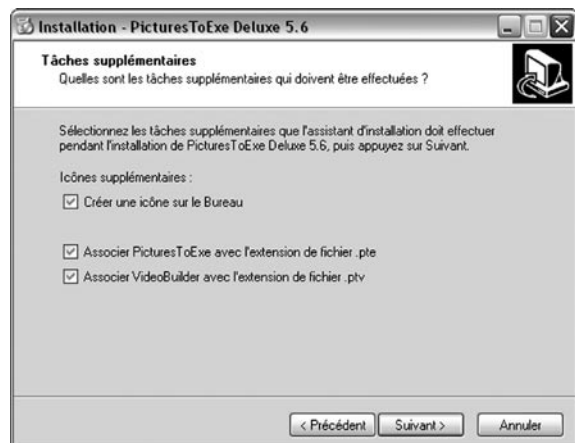 Installation - PicturesToExe Deluxe 5.6
Tâches supplémentaires
Quelles sont les tâches supplémentaires qui doivent être effectuées ?
Sélectionnez les tâches supplémentaires que l'assistant d'installation doit effectuer
pendant l'installation de PicturesToExe Deluxe 5.6, puis appuyez sur Suivant.
Icônes supplémentaires :
Créer une icône sur le Bureau
Associer PicturesToExe avec l'extension de fichier .pte
Associer VideoBuilder avec l'extension de fichier .ptv
< Précédent Suivant > Annuler